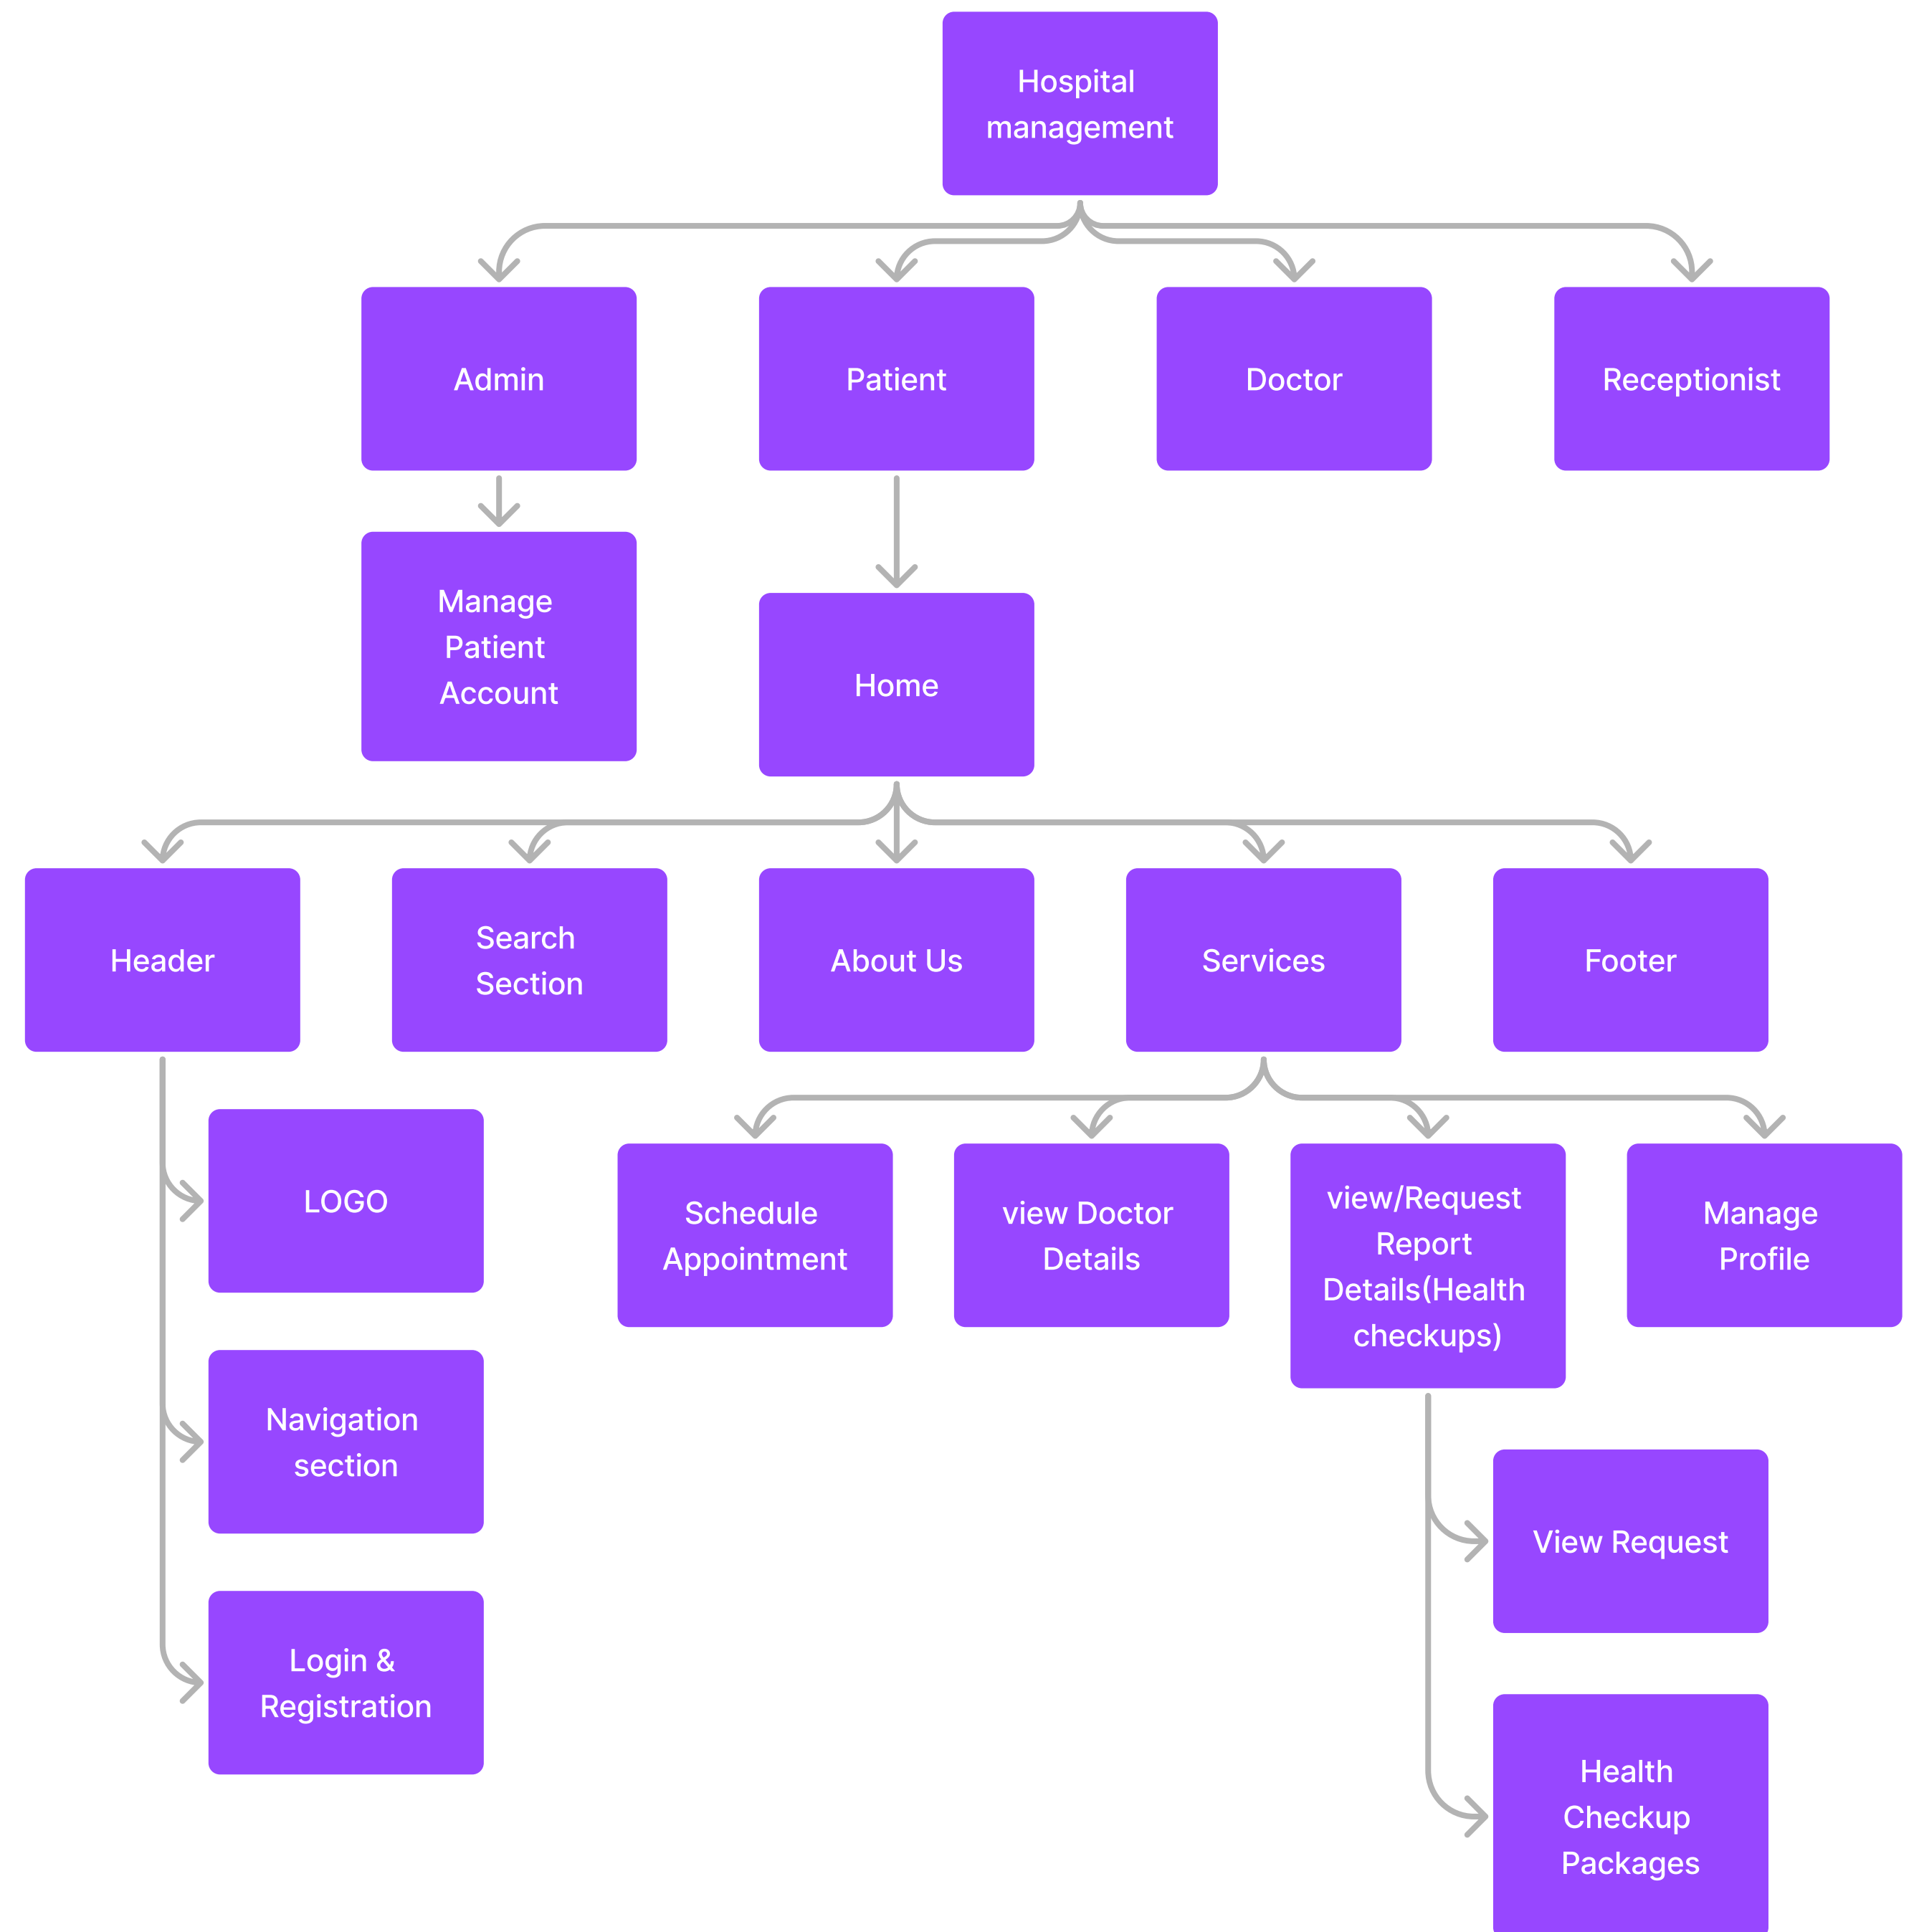 Hospital
management
Admin
Patient
Doctor
Receptionist
Manage
Patient
Account
Home
Header
Search
Section
About Us
Services
Footer
LOGO
Schedule
Appointment
view Doctor
Details
view/Request
Report
Details(Health
checkups)
Manage
Profile
Navigation
section
View Request
Login &
Registration
Health
Checkup
Packages